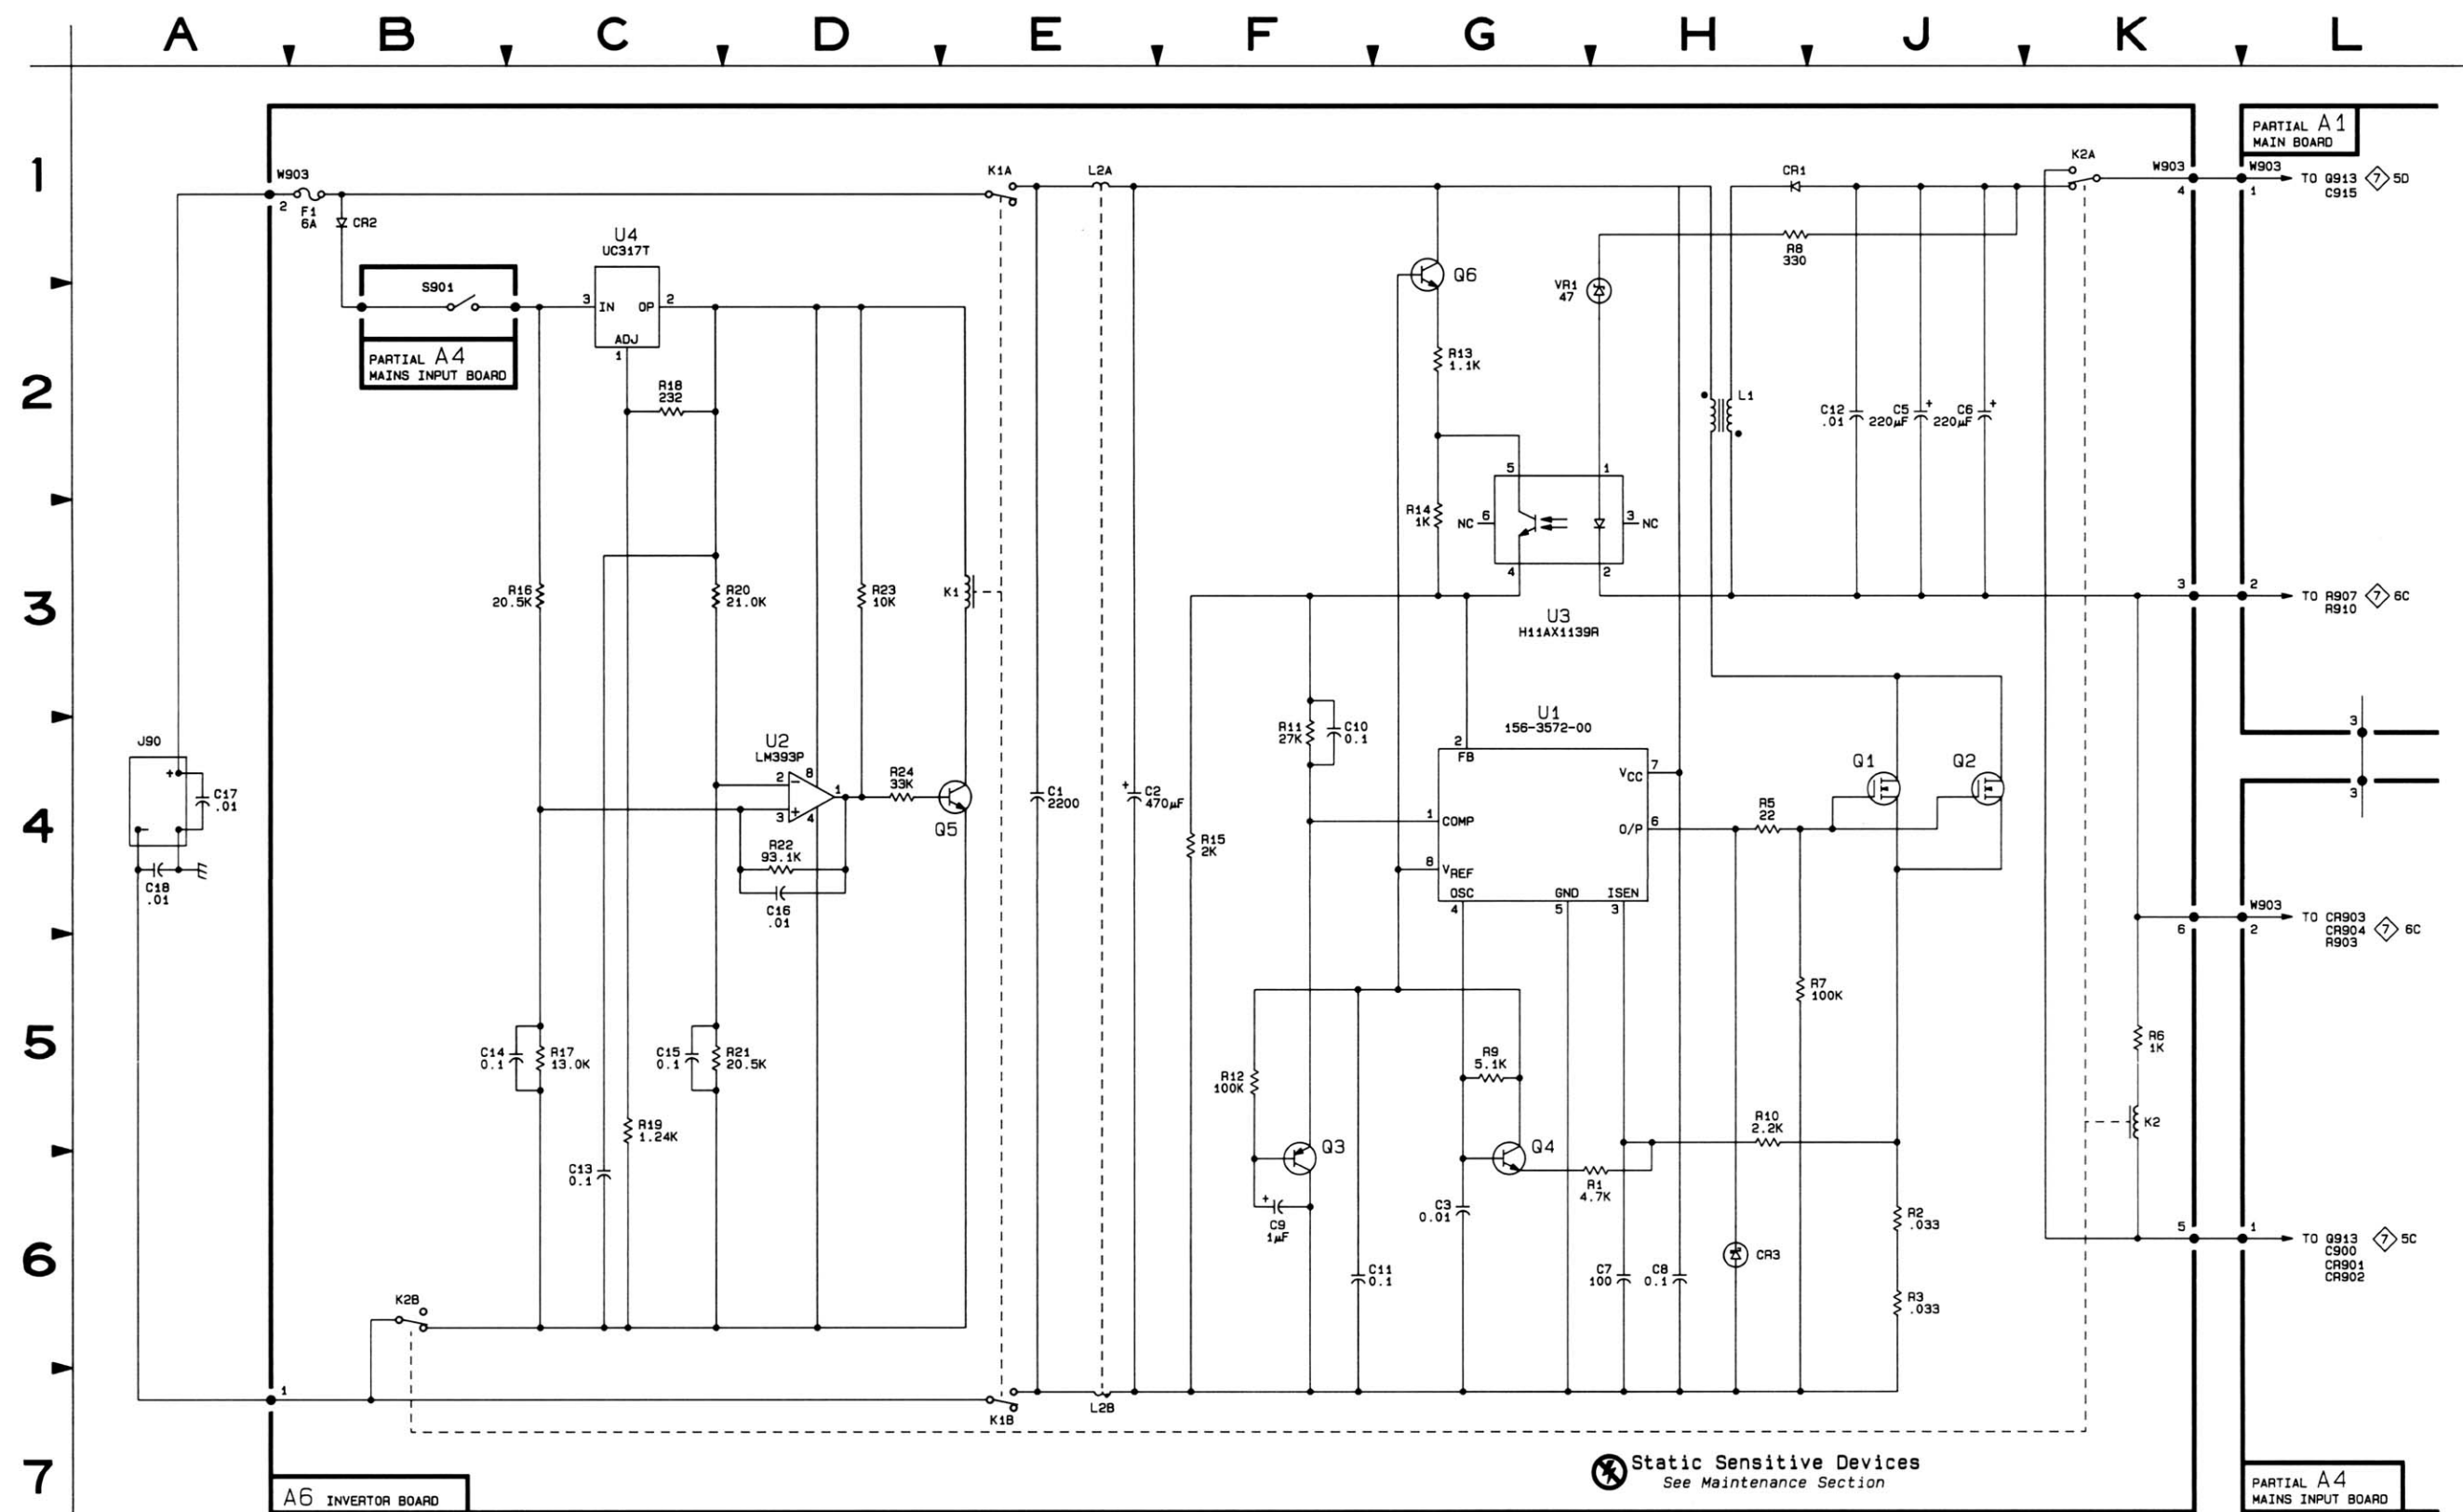 A B C D E F G H J K L
1
2
3
4
5
6
7
PARTIAL A1
MAIN BOARD
W903
2
F1
6A
CR2
S901
PARTIAL A4
MAINS INPUT BOARD
U4
UC317T
3 IN OP 2
ADJ
1
R18
232
K1A
L2A
Q6
R13
1.1K
R14
1K
VR1
47
CR1
R8
330
L1
C12
.01
C5
220µF
+
C6
220µF
+
K2A
W903
4
W903
1
TO Q913
C915
7 5D
5
1
NC 6
3 NC
4
2
U3
H11AX1139R
3
2
TO R907
R910
7 6C
R16
20.5K
R20
21.0K
R23
10K
K1
J90
+
-
C17
.01
C18
.01
U2
LM393P
2 - 8
1
3 + 4
R24
33K
Q5
R22
93.1K
C16
.01
C1
2200
+ C2
470µF
R15
2K
R11
27K
C10
0.1
U1
156-3572-00
2
FB
VCC 7
1 COMP
O/P 6
8 VREF
OSC GND ISEN
4 5 3
R5
22
Q1
Q2
3
3
W903
6
2
TO CR903
CR904
R903
7 6C
C14
0.1
R17
13.0K
C15
0.1
R21
20.5K
R19
1.24K
C13
0.1
R12
100K
Q3
+
C9
1µF
C11
0.1
R9
5.1K
Q4
R1
4.7K
C3
0.01
C7
100
C8
0.1
R7
100K
R10
2.2K
CR3
R2
.033
R3
.033
R6
1K
K2
5
1
TO Q913
C900
CR901
CR902
7 5C
K2B
1
K1B
L2B
Static Sensitive Devices
See Maintenance Section
A6 INVERTOR BOARD
PARTIAL A4
MAINS INPUT BOARD